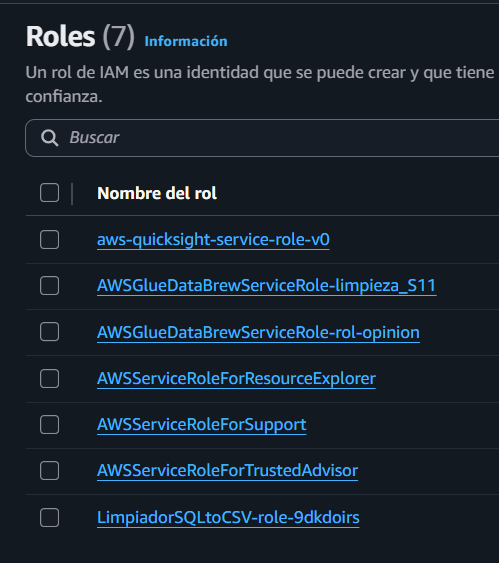 Roles (7) Información
Un rol de IAM es una identidad que se puede crear y que tiene
confianza.
Buscar
Nombre del rol
aws-quicksight-service-role-v0
AWSGlueDataBrewServiceRole-limpieza_S11
AWSGlueDataBrewServiceRole-rol-opinion
AWSServiceRoleForResourceExplorer
AWSServiceRoleForSupport
AWSServiceRoleForTrustedAdvisor
LimpiadorSQLtoCSV-role-9dkdoirs